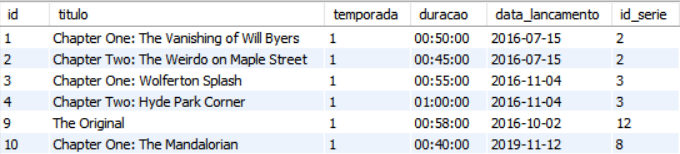 id titulo temporada duracao data_lancamento id_serie
1 Chapter One: The Vanishing of Will Byers 1 00:50:00 2016-07-15 2
2 Chapter Two: The Weirdo on Maple Street 1 00:45:00 2016-07-15 2
3 Chapter One: Wolferton Splash 1 00:55:00 2016-11-04 3
4 Chapter Two: Hyde Park Corner 1 01:00:00 2016-11-04 3
9 The Original 1 00:58:00 2016-10-02 12
10 Chapter One: The Mandalorian 1 00:40:00 2019-11-12 8